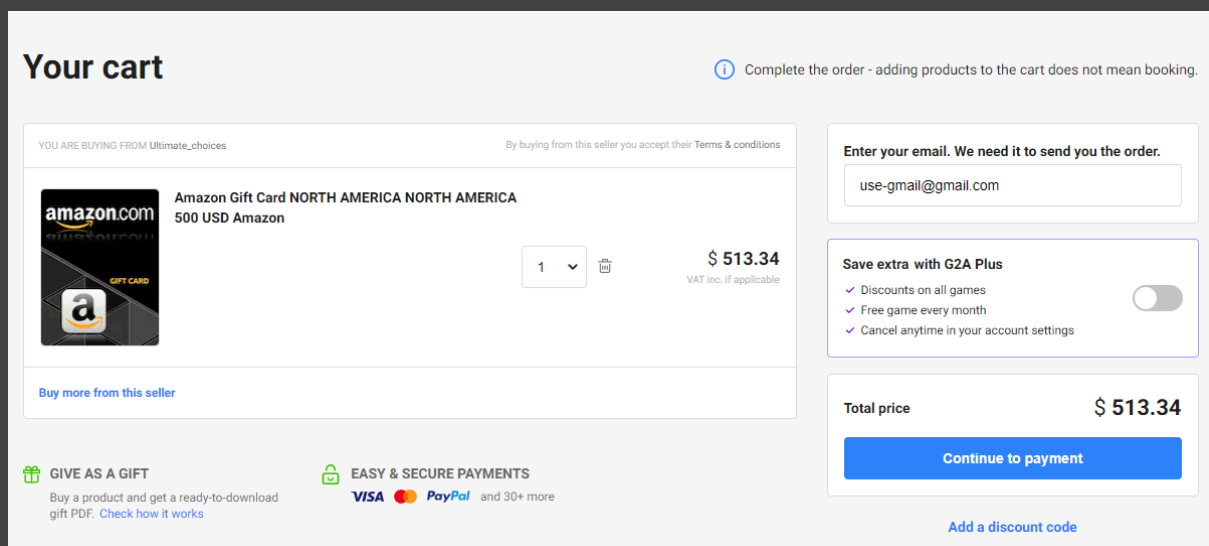 Your cart
Complete the order - adding products to the cart does not mean booking.
YOU ARE BUYING FROM Ultimate_choices
By buying from this seller you accept their Terms & conditions
amazon.com
GIFT CARD
a
Amazon Gift Card NORTH AMERICA NORTH AMERICA
500 USD Amazon
1
$ 513.34
VAT inc. if applicable
Buy more from this seller
GIVE AS A GIFT
Buy a product and get a ready-to-download
gift PDF. Check how it works
EASY & SECURE PAYMENTS
VISA PayPal and 30+ more
Enter your email. We need it to send you the order.
use-gmail@gmail.com
Save extra with G2A Plus
Discounts on all games
Free game every month
Cancel anytime in your account settings
Total price
$ 513.34
Continue to payment
Add a discount code